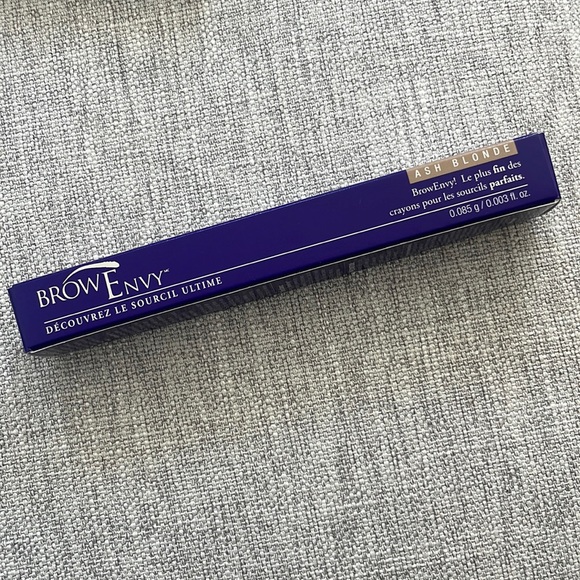 BROWENVY™
DÉCOUVREZ LE SOURCIL ULTIME
ASH BLONDE
BrowEnvy! Le plus fin des
crayons pour les sourcils parfaits.
0.085 g / 0.003 fl. oz.